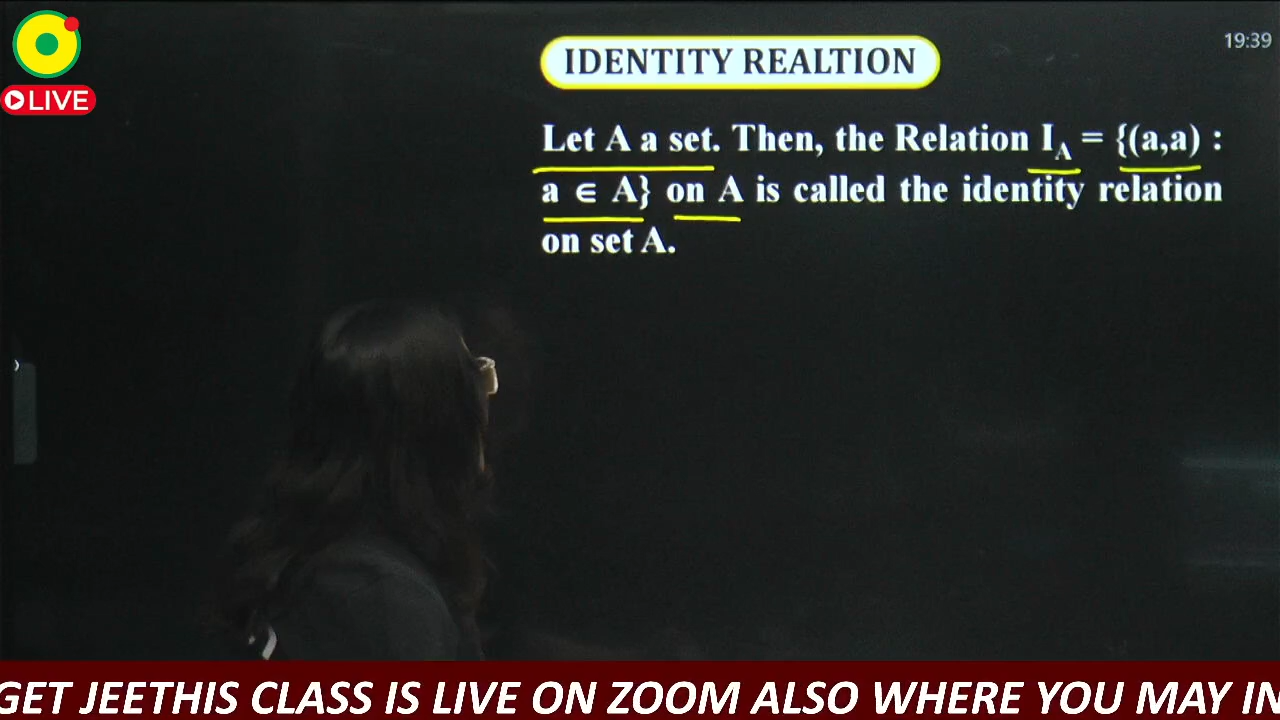 19:39
LIVE
IDENTITY REALTION
Let A a set. Then, the Relation I_A = {(a,a) :
a ∈ A} on A is called the identity relation
on set A.
GET JEETHIS CLASS IS LIVE ON ZOOM ALSO WHERE YOU MAY IN